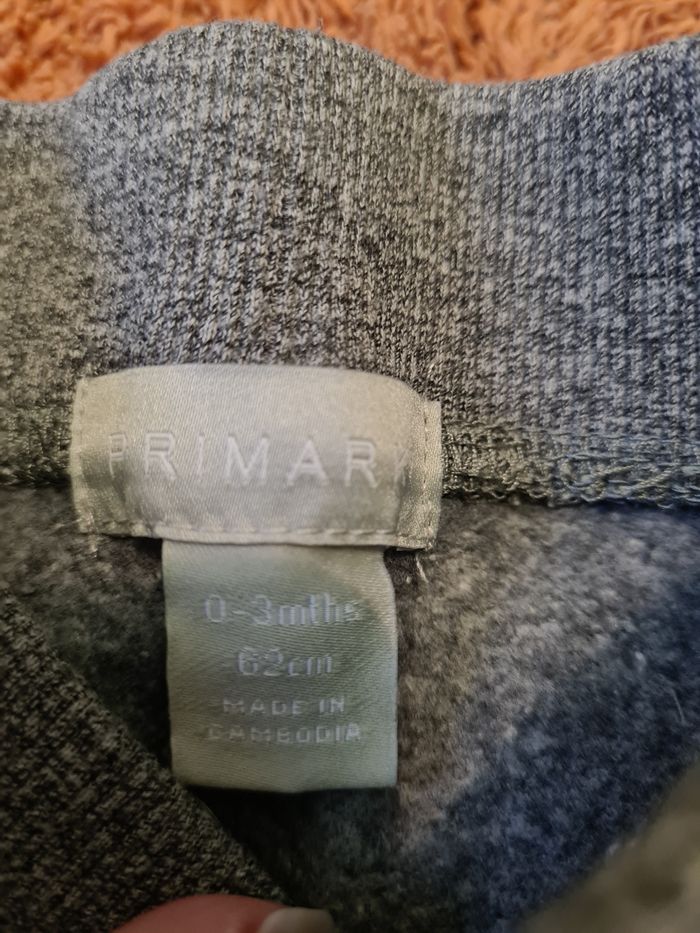 PRIMARK
0-3mths
62cm
MADE IN
CAMBODIA